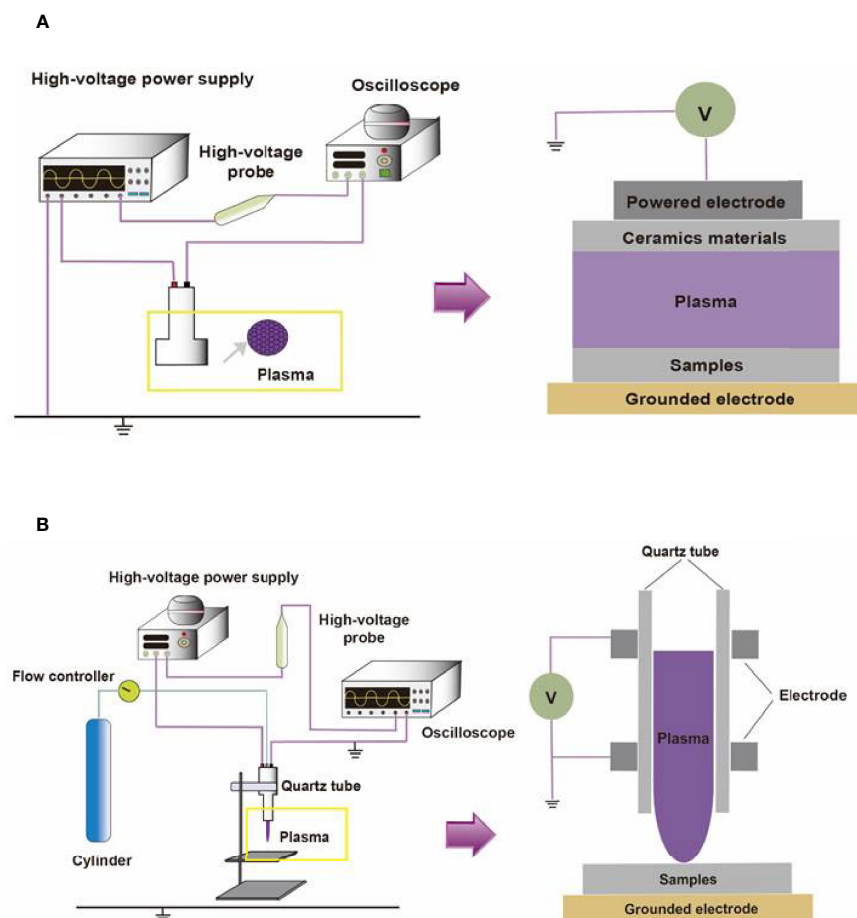 A
High-voltage power supply
Oscilloscope
High-voltage
probe
Plasma
V
Powered electrode
Ceramics materials
Plasma
Samples
Grounded electrode
B
High-voltage power supply
High-voltage
probe
Flow controller
Oscilloscope
Quartz tube
Plasma
Cylinder
Quartz tube
V
Electrode
Plasma
Samples
Grounded electrode